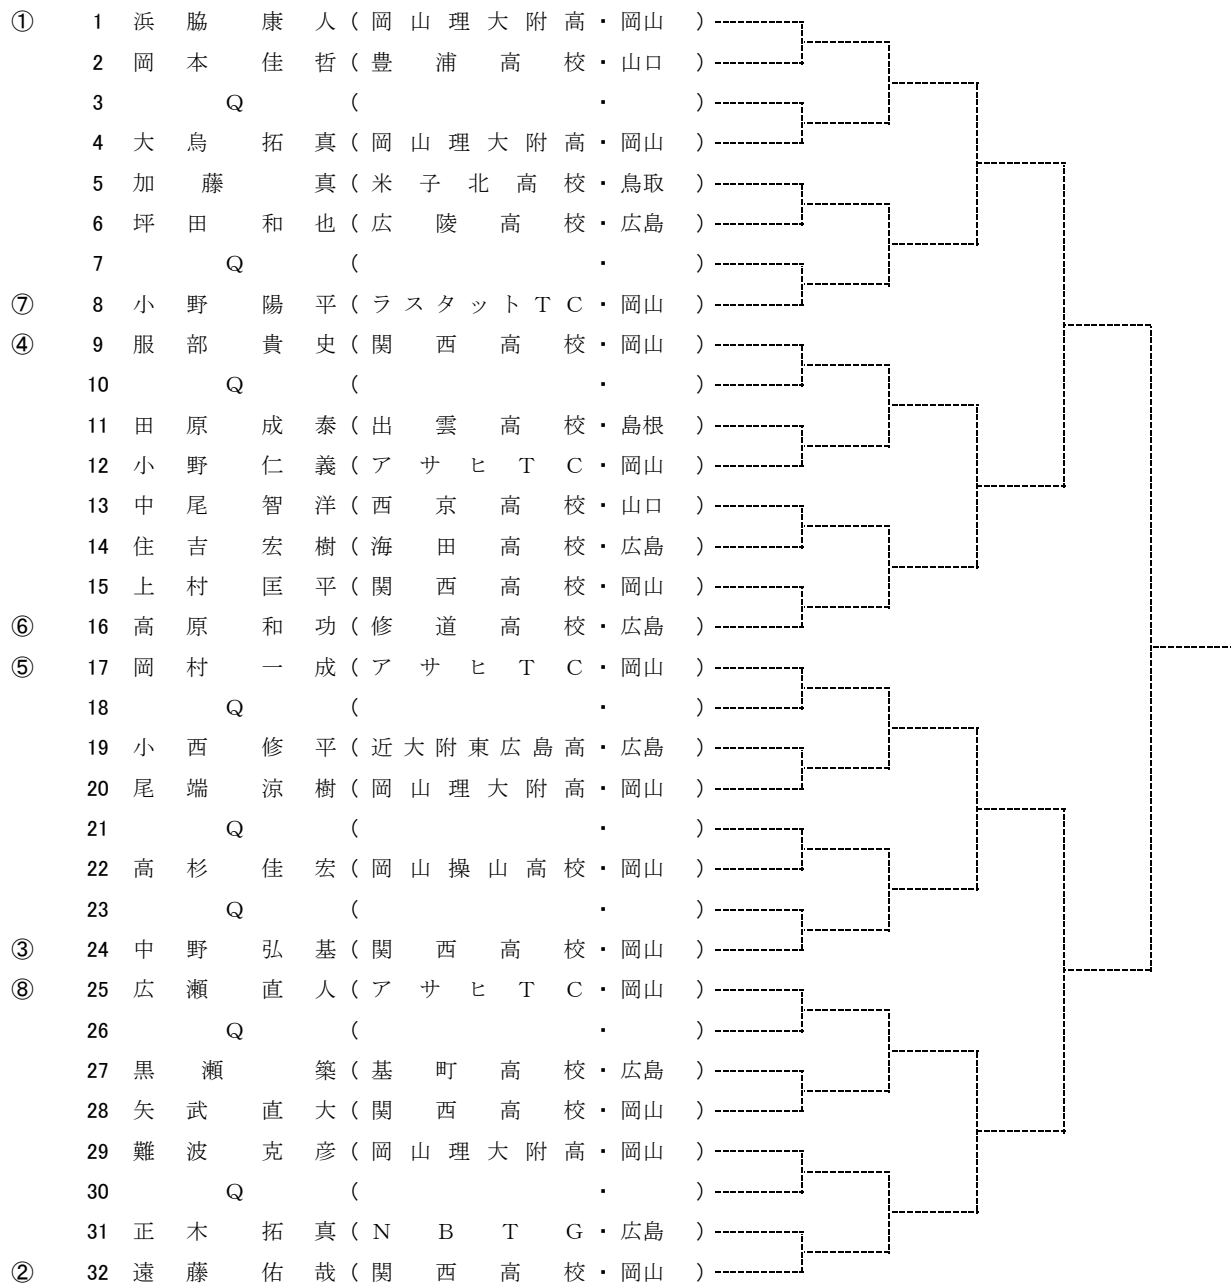 ① 1 浜脇 康人 (岡山理大附高・岡山)
2 岡本 佳哲 (豊浦高校・山口)
3 Q ( ・ )
4 大鳥 拓真 (岡山理大附高・岡山)
5 加藤 真 (米子北高校・鳥取)
6 坪田 和也 (広陵高校・広島)
7 Q ( ・ )
⑦ 8 小野 陽平 (ラスタットTC・岡山)
④ 9 服部 貴史 (関西高校・岡山)
10 Q ( ・ )
11 田原 成泰 (出雲高校・島根)
12 小野 仁義 (アサヒTC・岡山)
13 中尾 智洋 (西京高校・山口)
14 住吉 宏樹 (海田高校・広島)
15 上村 匡平 (関西高校・岡山)
⑥ 16 高原 和功 (修道高校・広島)
⑤ 17 岡村 一成 (アサヒTC・岡山)
18 Q ( ・ )
19 小西 修平 (近大附東広島高・広島)
20 尾端 涼樹 (岡山理大附高・岡山)
21 Q ( ・ )
22 高杉 佳宏 (岡山操山高校・岡山)
23 Q ( ・ )
③ 24 中野 弘基 (関西高校・岡山)
⑧ 25 広瀬 直人 (アサヒTC・岡山)
26 Q ( ・ )
27 黒瀬 築 (基町高校・広島)
28 矢武 直大 (関西高校・岡山)
29 難波 克彦 (岡山理大附高・岡山)
30 Q ( ・ )
31 正木 拓真 (NBTG・広島)
② 32 遠藤 佑哉 (関西高校・岡山)